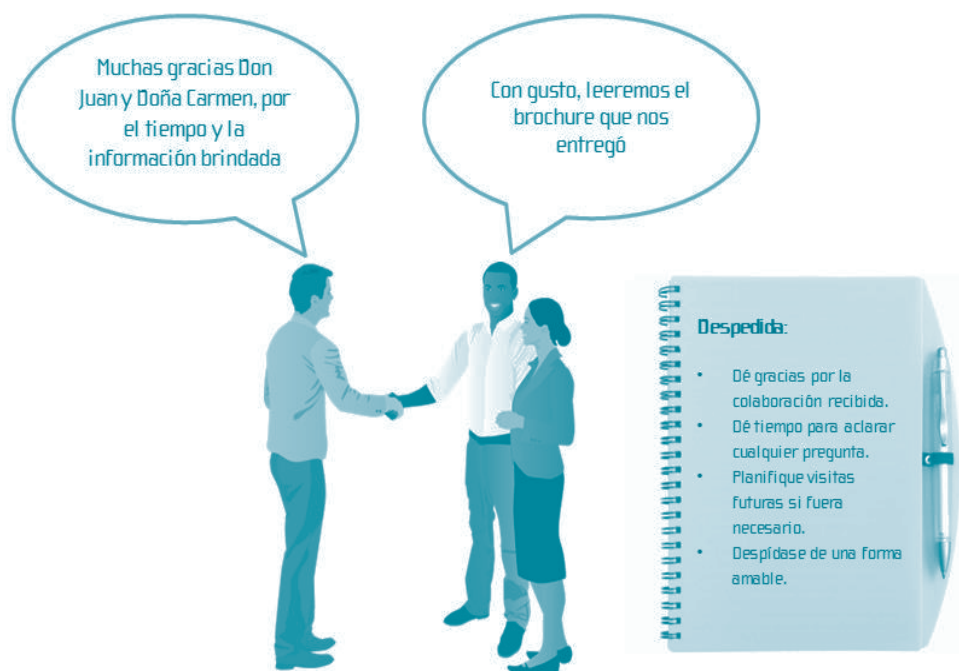 Muchas gracias Don
Juan y Doña Carmen, por
el tiempo y la
información brindada
Con gusto, leeremos el
brochure que nos
entregó
Despedida:
• Dé gracias por la
colaboración recibida.
• Dé tiempo para aclarar
cualquier pregunta.
• Planifique visitas
futuras si fuera
necesario.
• Despídase de una forma
amable.